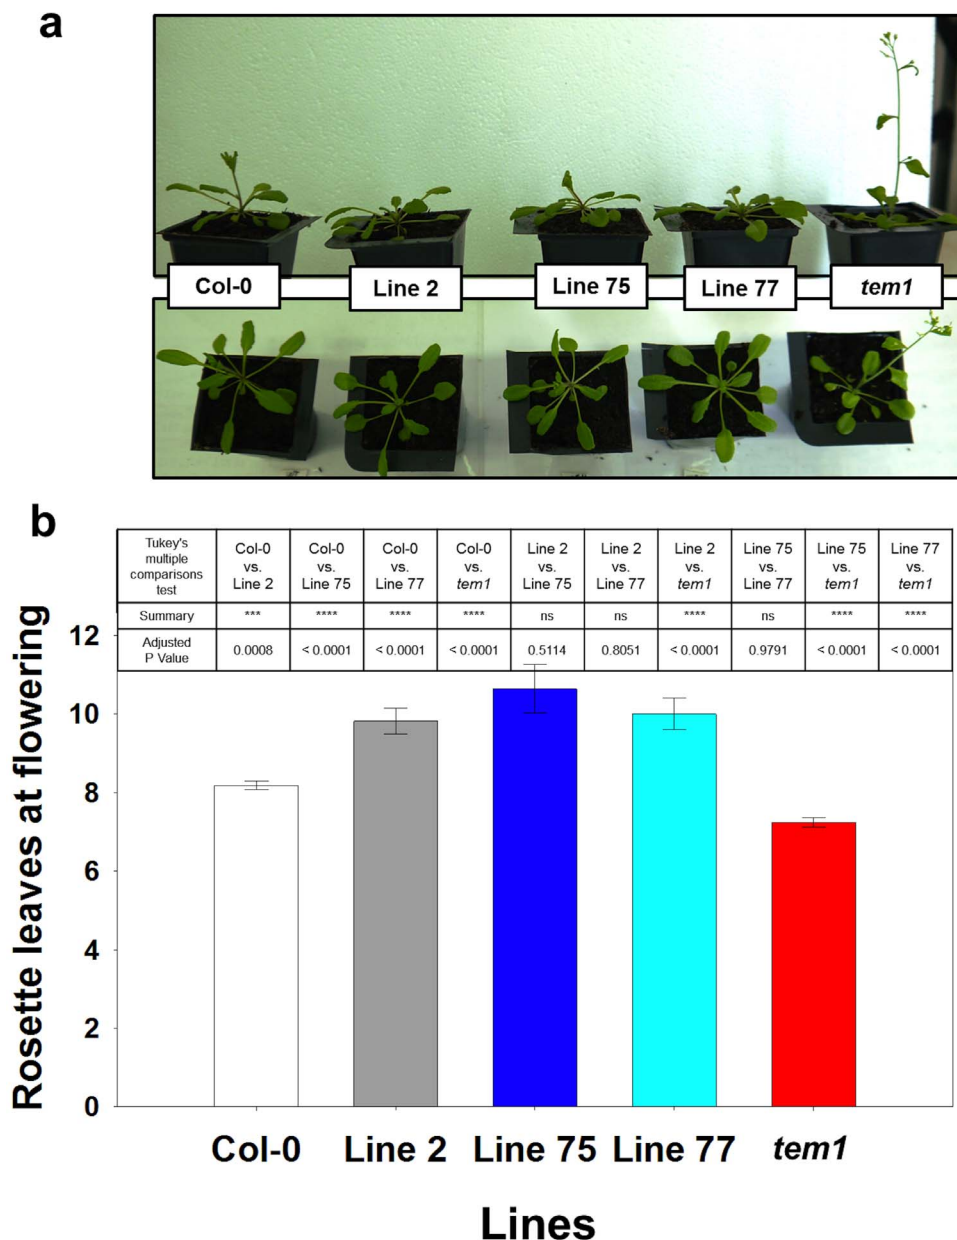 a
Col-0
Line 2
Line 75
Line 77
tem1
b
Tukey's multiple comparisons test
Col-0 vs. Line 2
Col-0 vs. Line 75
Col-0 vs. Line 77
Col-0 vs. tem1
Line 2 vs. Line 75
Line 2 vs. Line 77
Line 2 vs. tem1
Line 75 vs. Line 77
Line 75 vs. tem1
Line 77 vs. tem1
Summary *** **** **** **** ns ns **** ns **** ****
Adjusted P Value 0.0008 < 0.0001 < 0.0001 < 0.0001 0.5114 0.8051 < 0.0001 0.9791 < 0.0001 < 0.0001
Rosette leaves at flowering
12
10
8
6
4
2
0
Col-0 Line 2 Line 75 Line 77 tem1
Lines